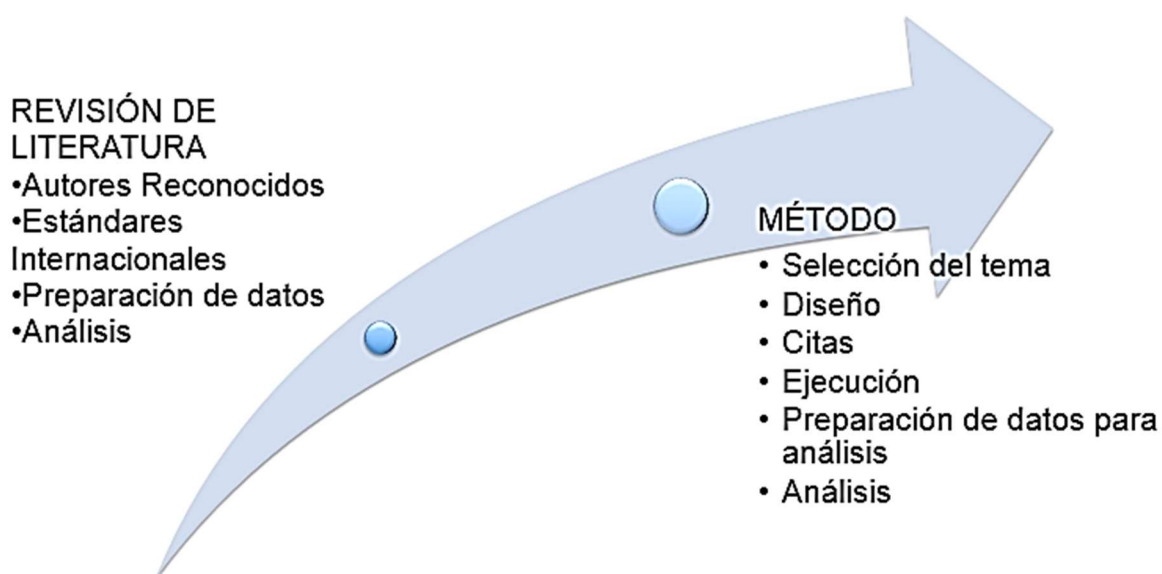 REVISIÓN DE
LITERATURA
•Autores Reconocidos
•Estándares
Internacionales
•Preparación de datos
•Análisis
MÉTODO
• Selección del tema
• Diseño
• Citas
• Ejecución
• Preparación de datos para
análisis
• Análisis